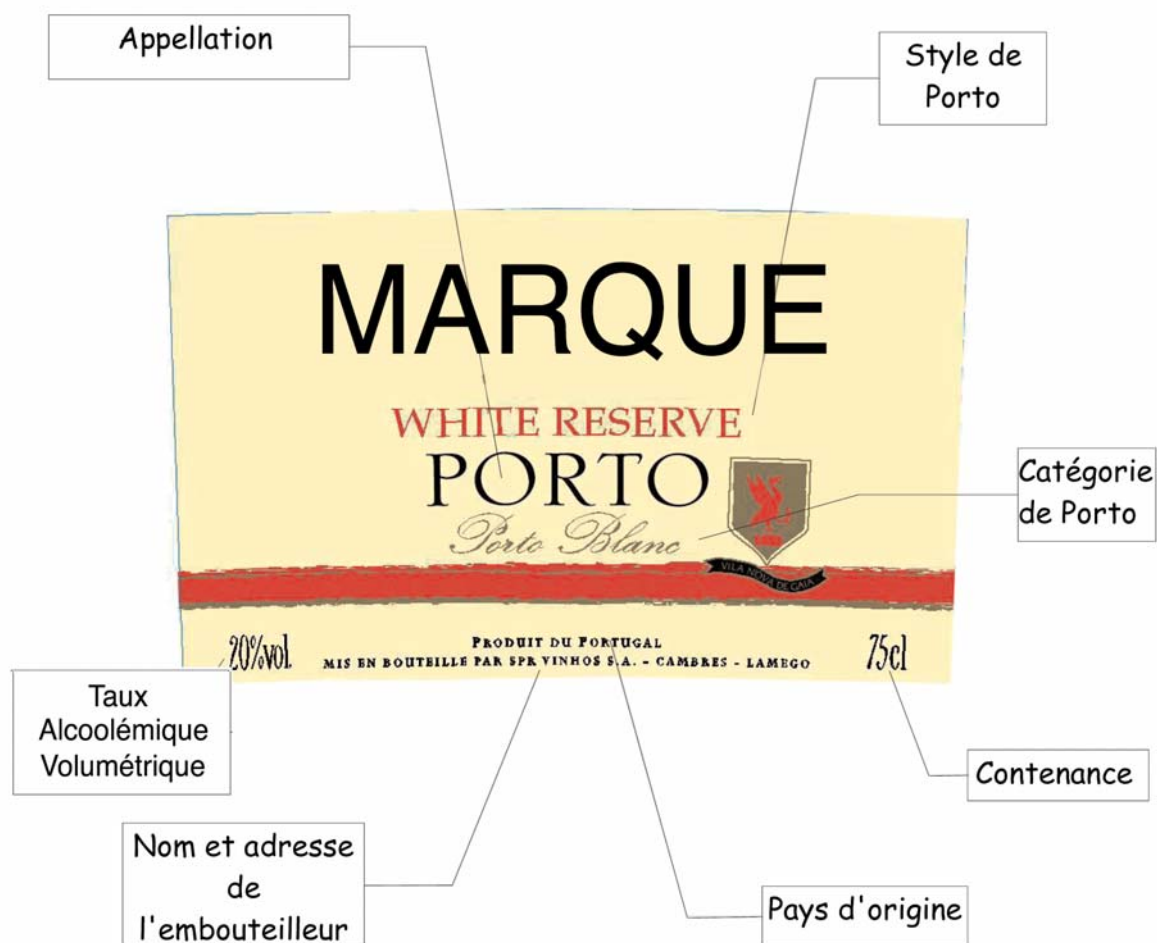 Appellation
Style de
Porto
MARQUE
WHITE RESERVE
PORTO
Porto Blanc
Catégorie
de Porto
VILA NOVA DE GAIA
20%vol.
PRODUIT DU PORTUGAL
MIS EN BOUTEILLE PAR SPR VINHOS S.A. - CAMBRES - LAMEGO
75cl
Taux
Alcoolémique
Volumétrique
Contenance
Nom et adresse
de
l'embouteilleur
Pays d'origine